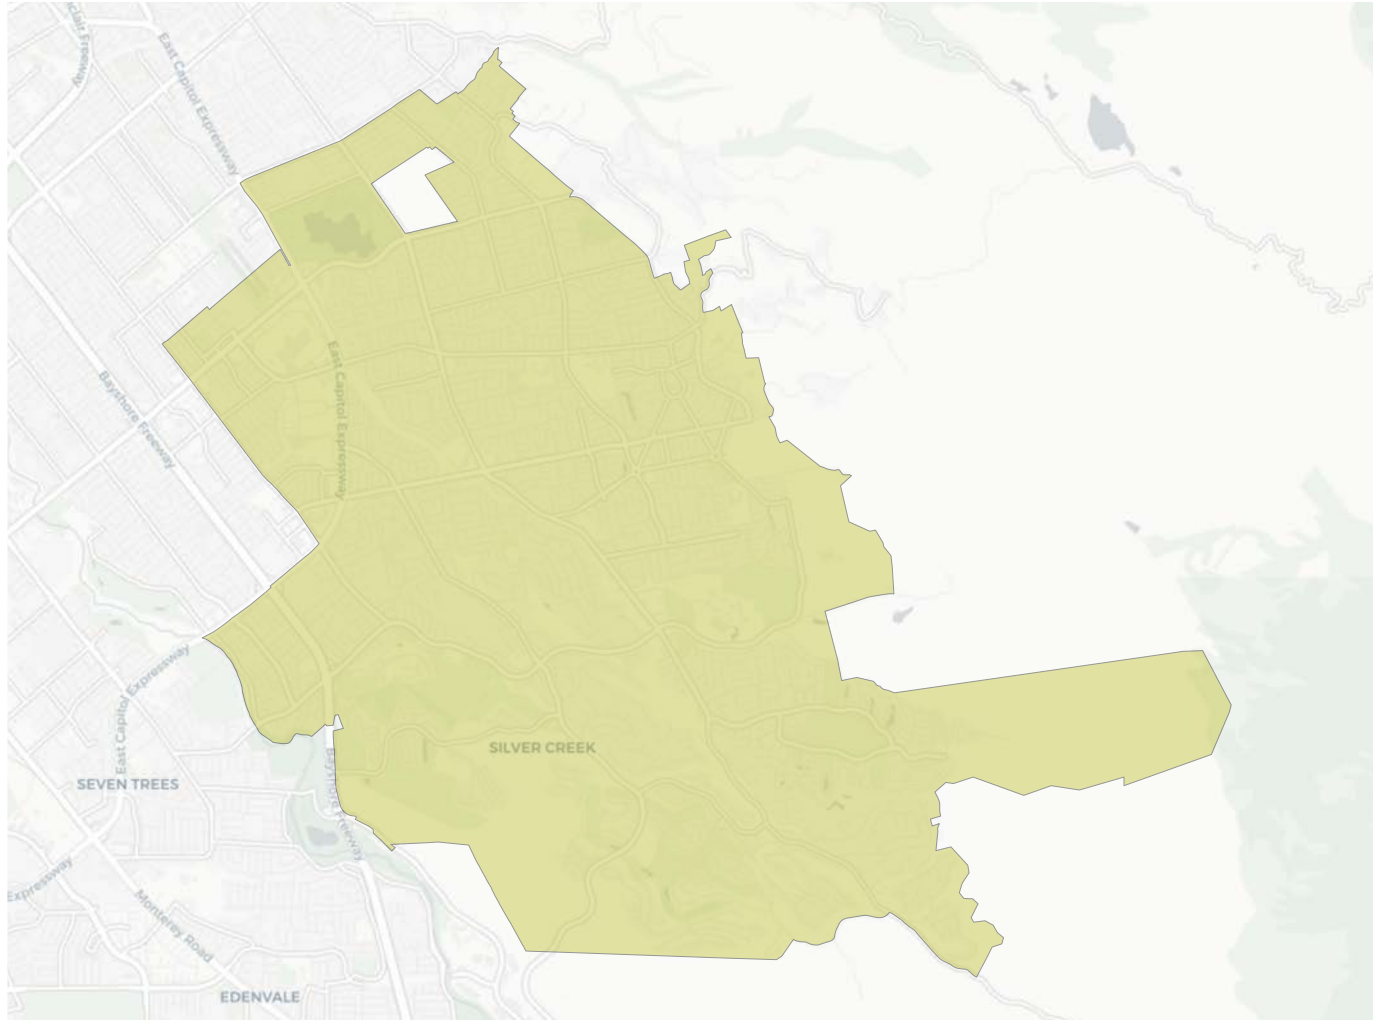 East Capitol Expressway
Bayshore Freeway
East Capitol Expressway
East Capitol Expressway
SILVER CREEK
SEVEN TREES
Bayshore Freeway
Expressway
Monterey Road
EDENVALE